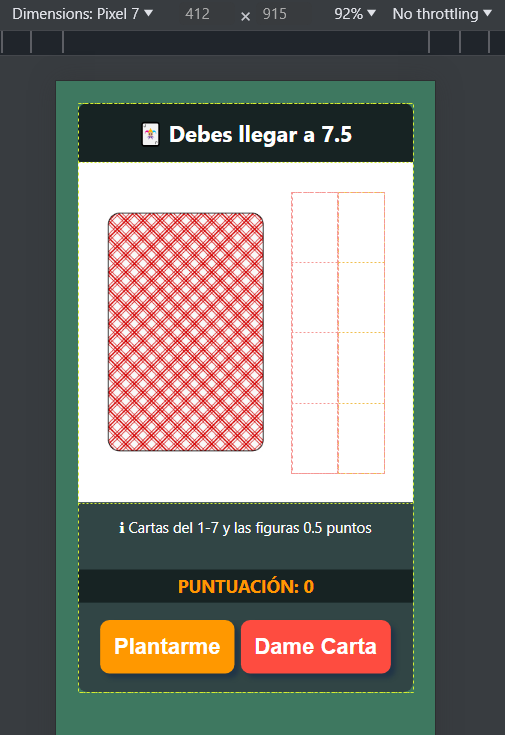 Dimensions: Pixel 7 ▼ 412 × 915 92% ▼ No throttling ▼
🃏 Debes llegar a 7.5
ℹ Cartas del 1-7 y las figuras 0.5 puntos
PUNTUACIÓN: 0
Plantarme Dame Carta